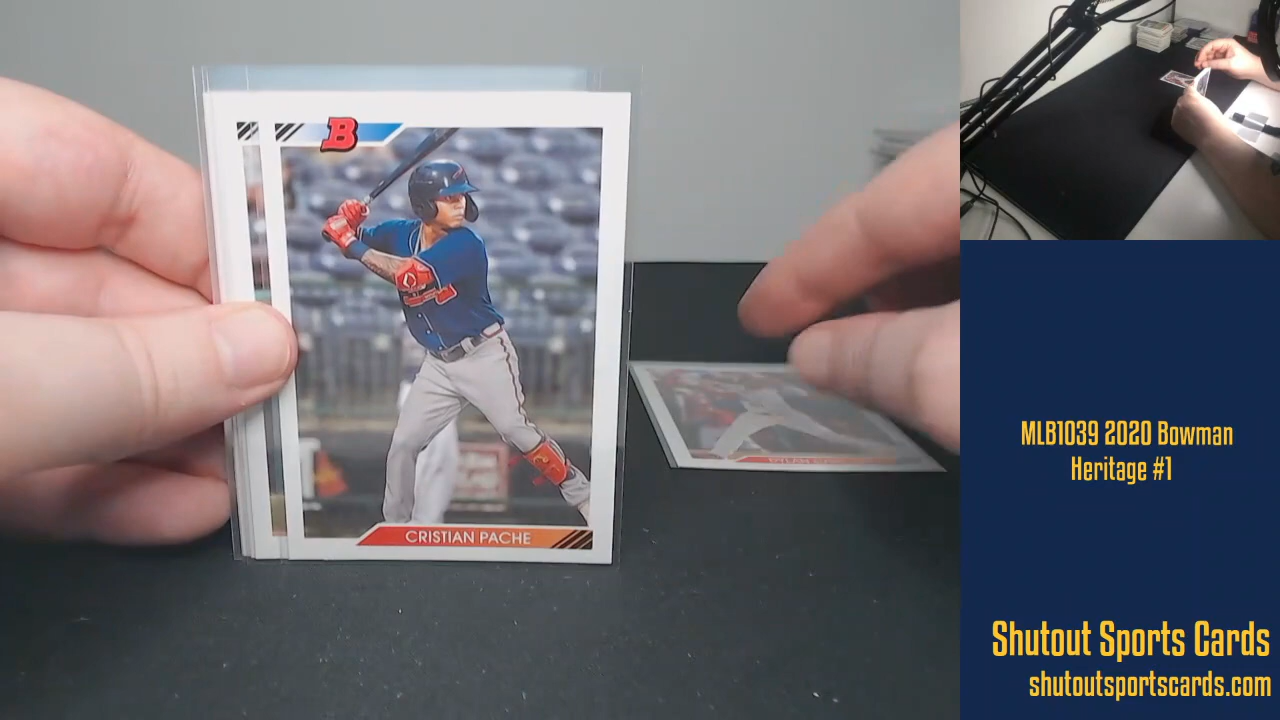 B
CRISTIAN PACHE
MLB1039 2020 Bowman
Heritage #1
Shutout Sports Cards
shutoutsportscards.com